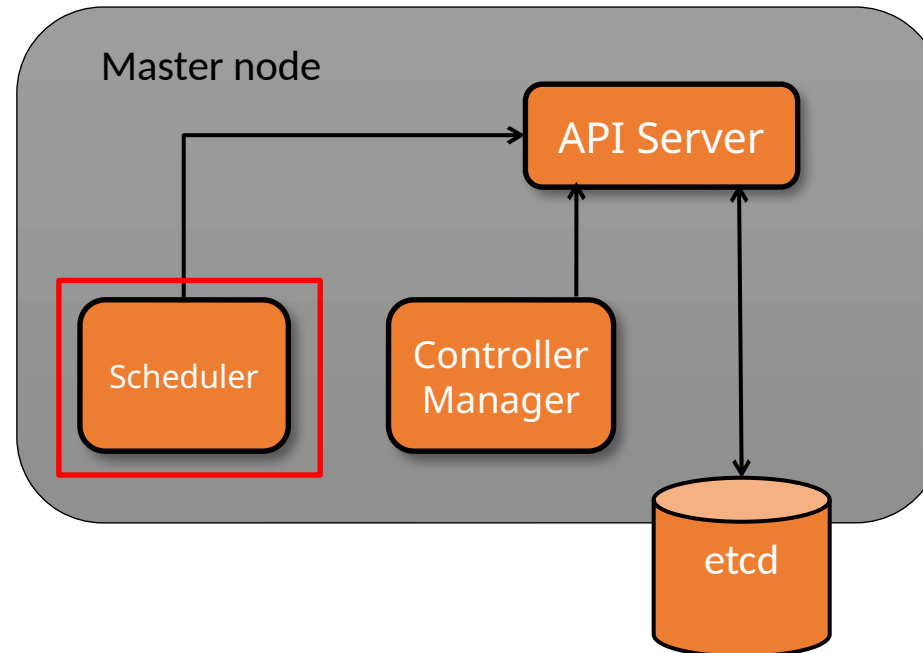 Master node
API Server
Scheduler
Controller
Manager
etcd